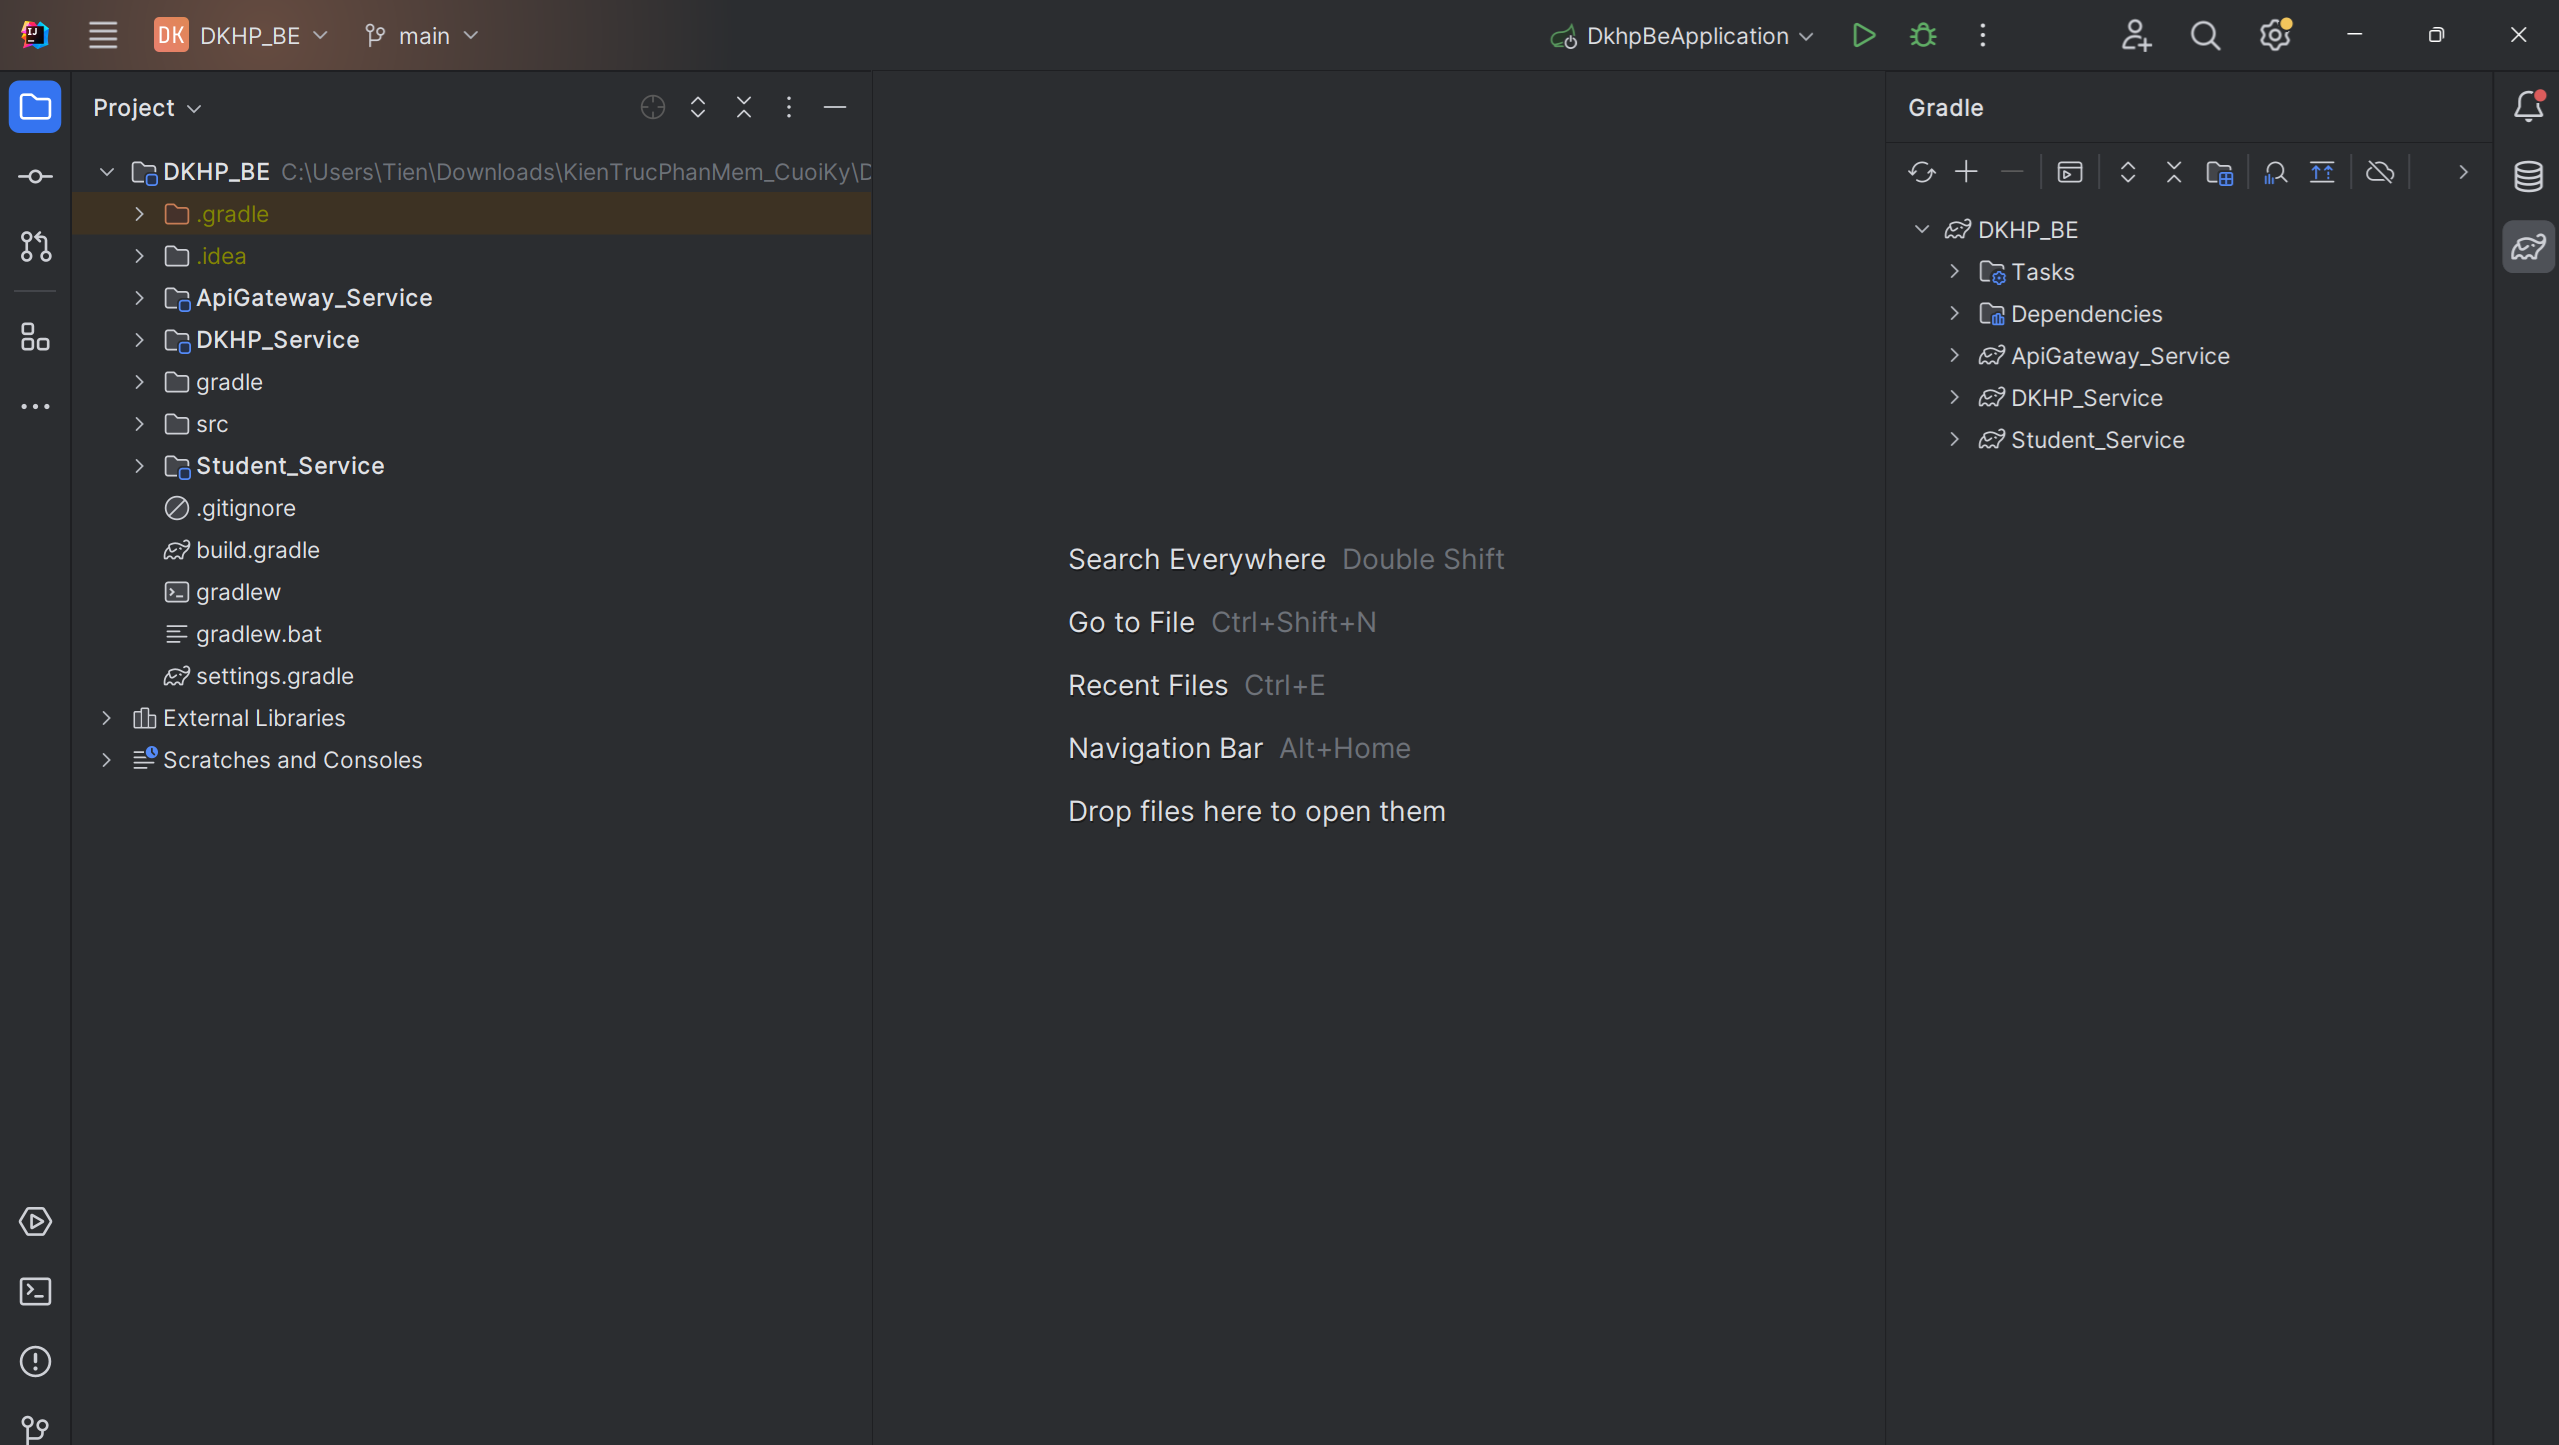 DK DKHP_BE main DkhpBeApplication
Project
DKHP_BE C:\Users\Tien\Downloads\KienTrucPhanMem_CuoiKy\D
.gradle
.idea
ApiGateway_Service
DKHP_Service
gradle
src
Student_Service
.gitignore
build.gradle
gradlew
gradlew.bat
settings.gradle
External Libraries
Scratches and Consoles
Search Everywhere Double Shift
Go to File Ctrl+Shift+N
Recent Files Ctrl+E
Navigation Bar Alt+Home
Drop files here to open them
Gradle
DKHP_BE
Tasks
Dependencies
ApiGateway_Service
DKHP_Service
Student_Service